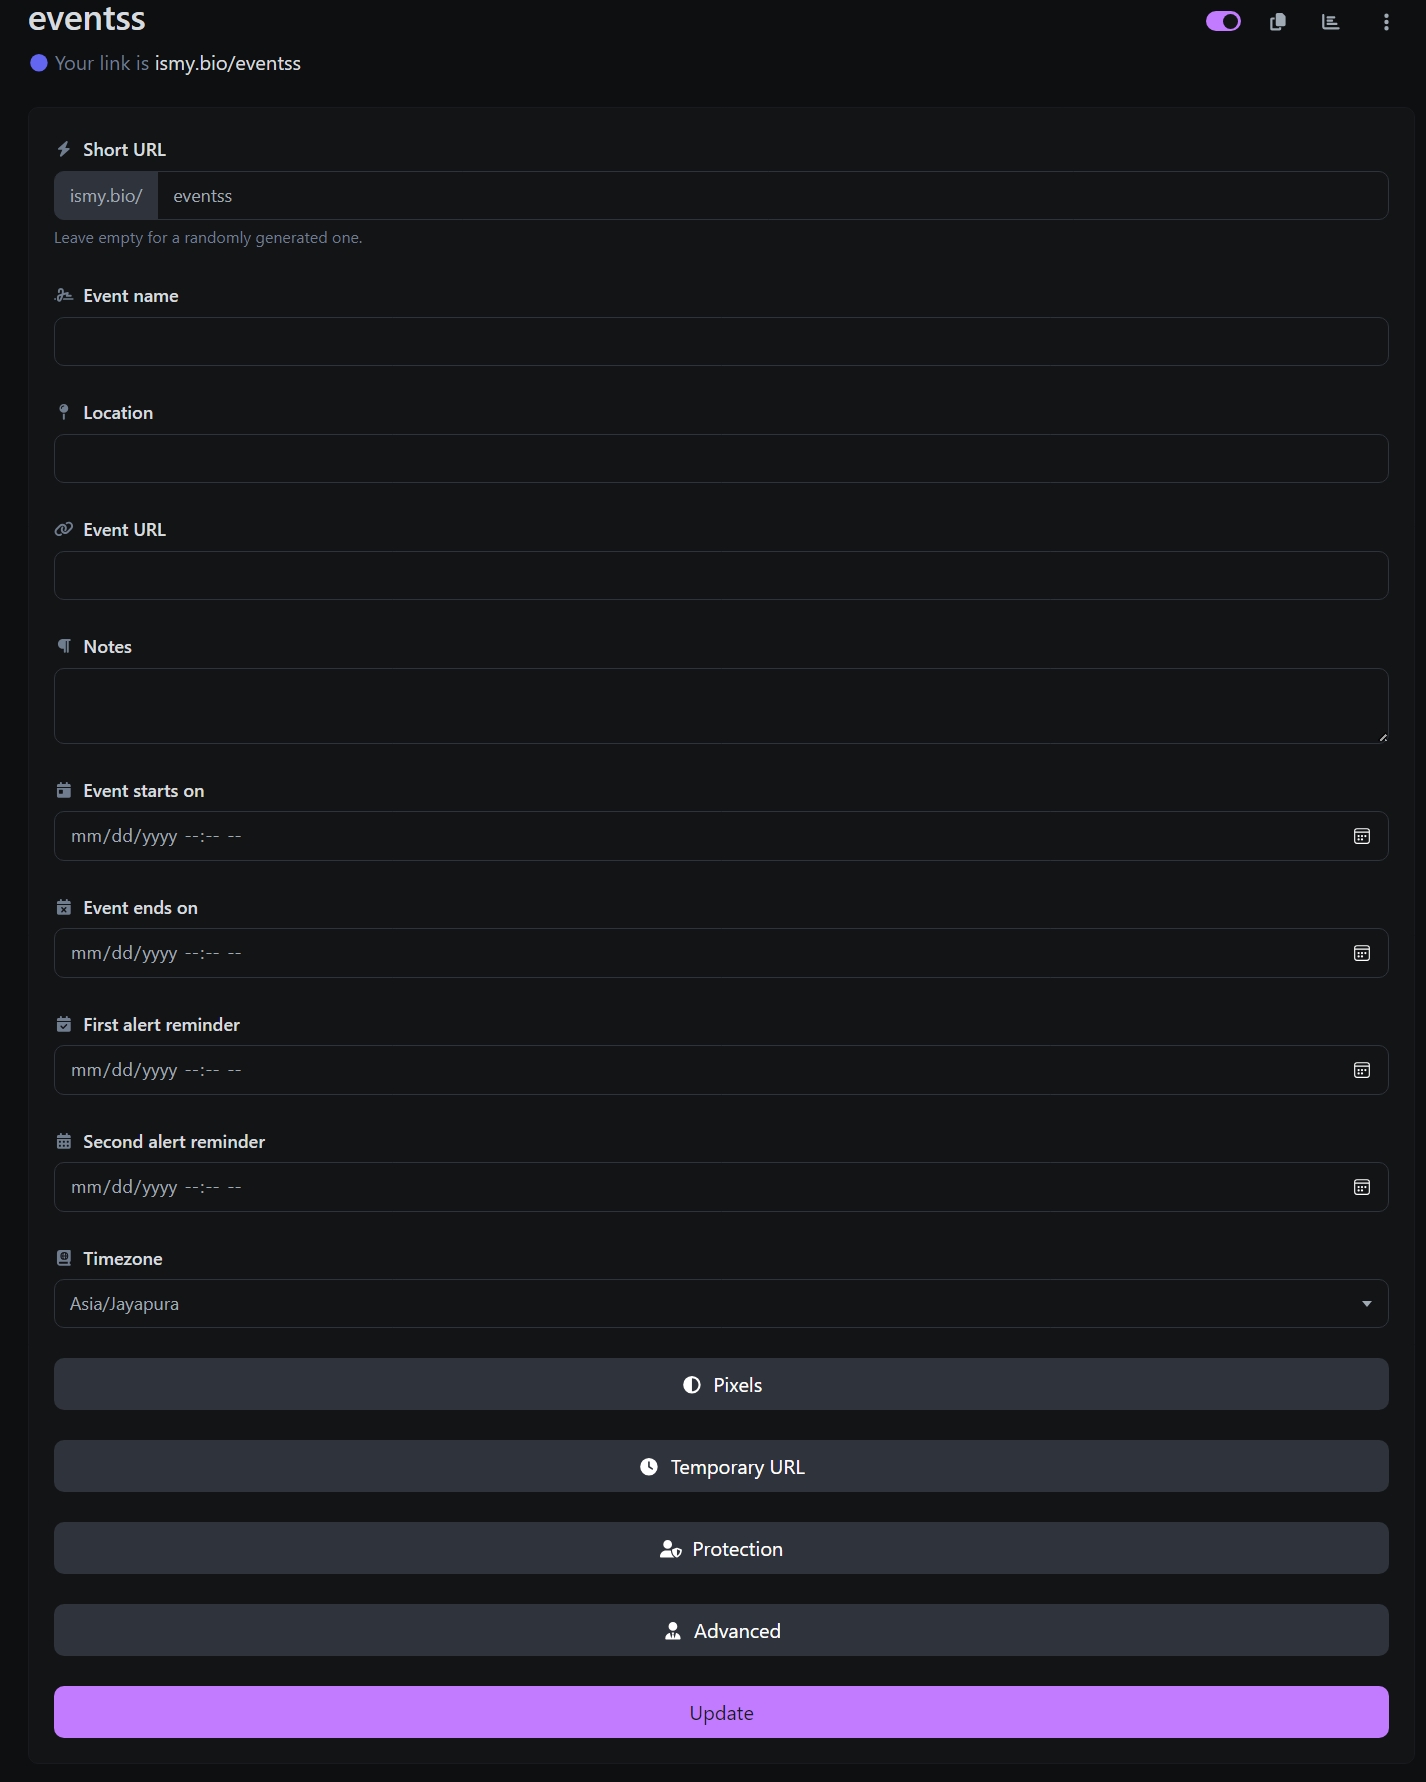 eventss
Your link is ismy.bio/eventss
Short URL
ismy.bio/ eventss
Leave empty for a randomly generated one.
Event name
Location
Event URL
Notes
Event starts on
mm/dd/yyyy --:-- --
Event ends on
mm/dd/yyyy --:-- --
First alert reminder
mm/dd/yyyy --:-- --
Second alert reminder
mm/dd/yyyy --:-- --
Timezone
Asia/Jayapura
Pixels
Temporary URL
Protection
Advanced
Update